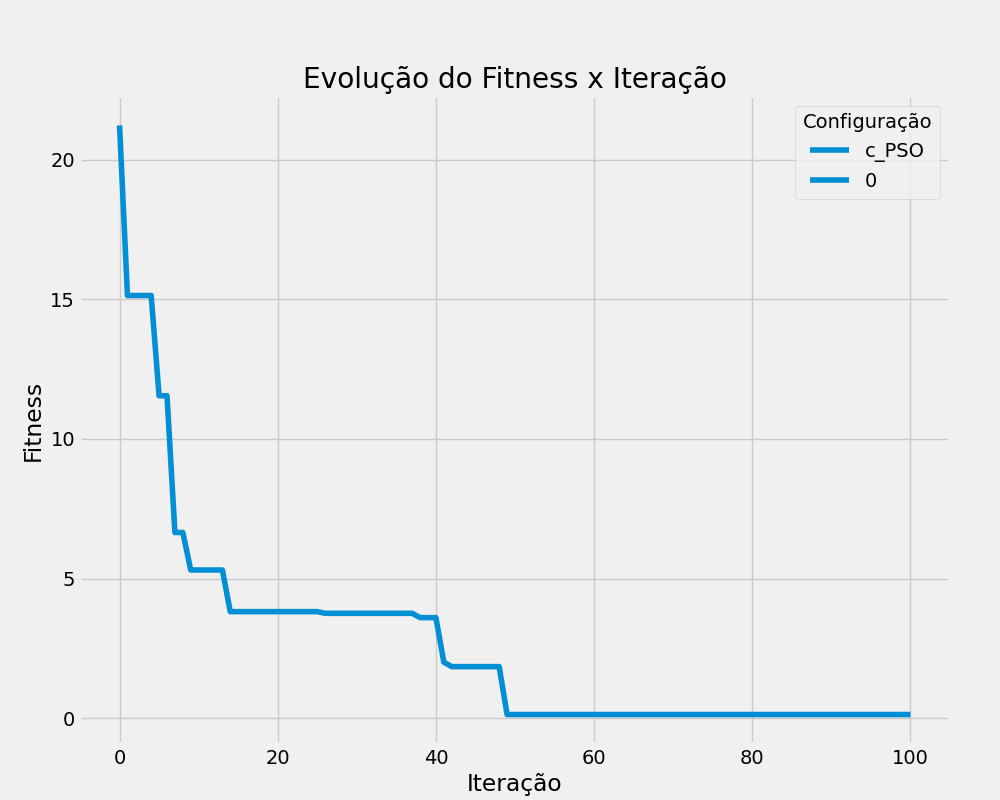 Evolução do Fitness x Iteração
Configuração
c_PSO
0
Fitness
20
15
10
5
0
0 20 40 60 80 100
Iteração